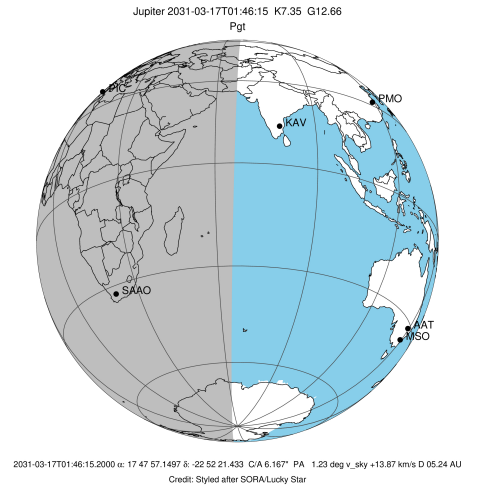 Jupiter 2031-03-17T01:46:15 K7.35 G12.66
Pgt
PIC
PMO
KAV
SAAO
AAT
MSO
2031-03-17T01:46:15.2000 α: 17 47 57.1497 δ: -22 52 21.433 C/A 6.167" PA 1.23 deg v_sky +13.87 km/s D 05.24 AU
Credit: Styled after SORA/Lucky Star